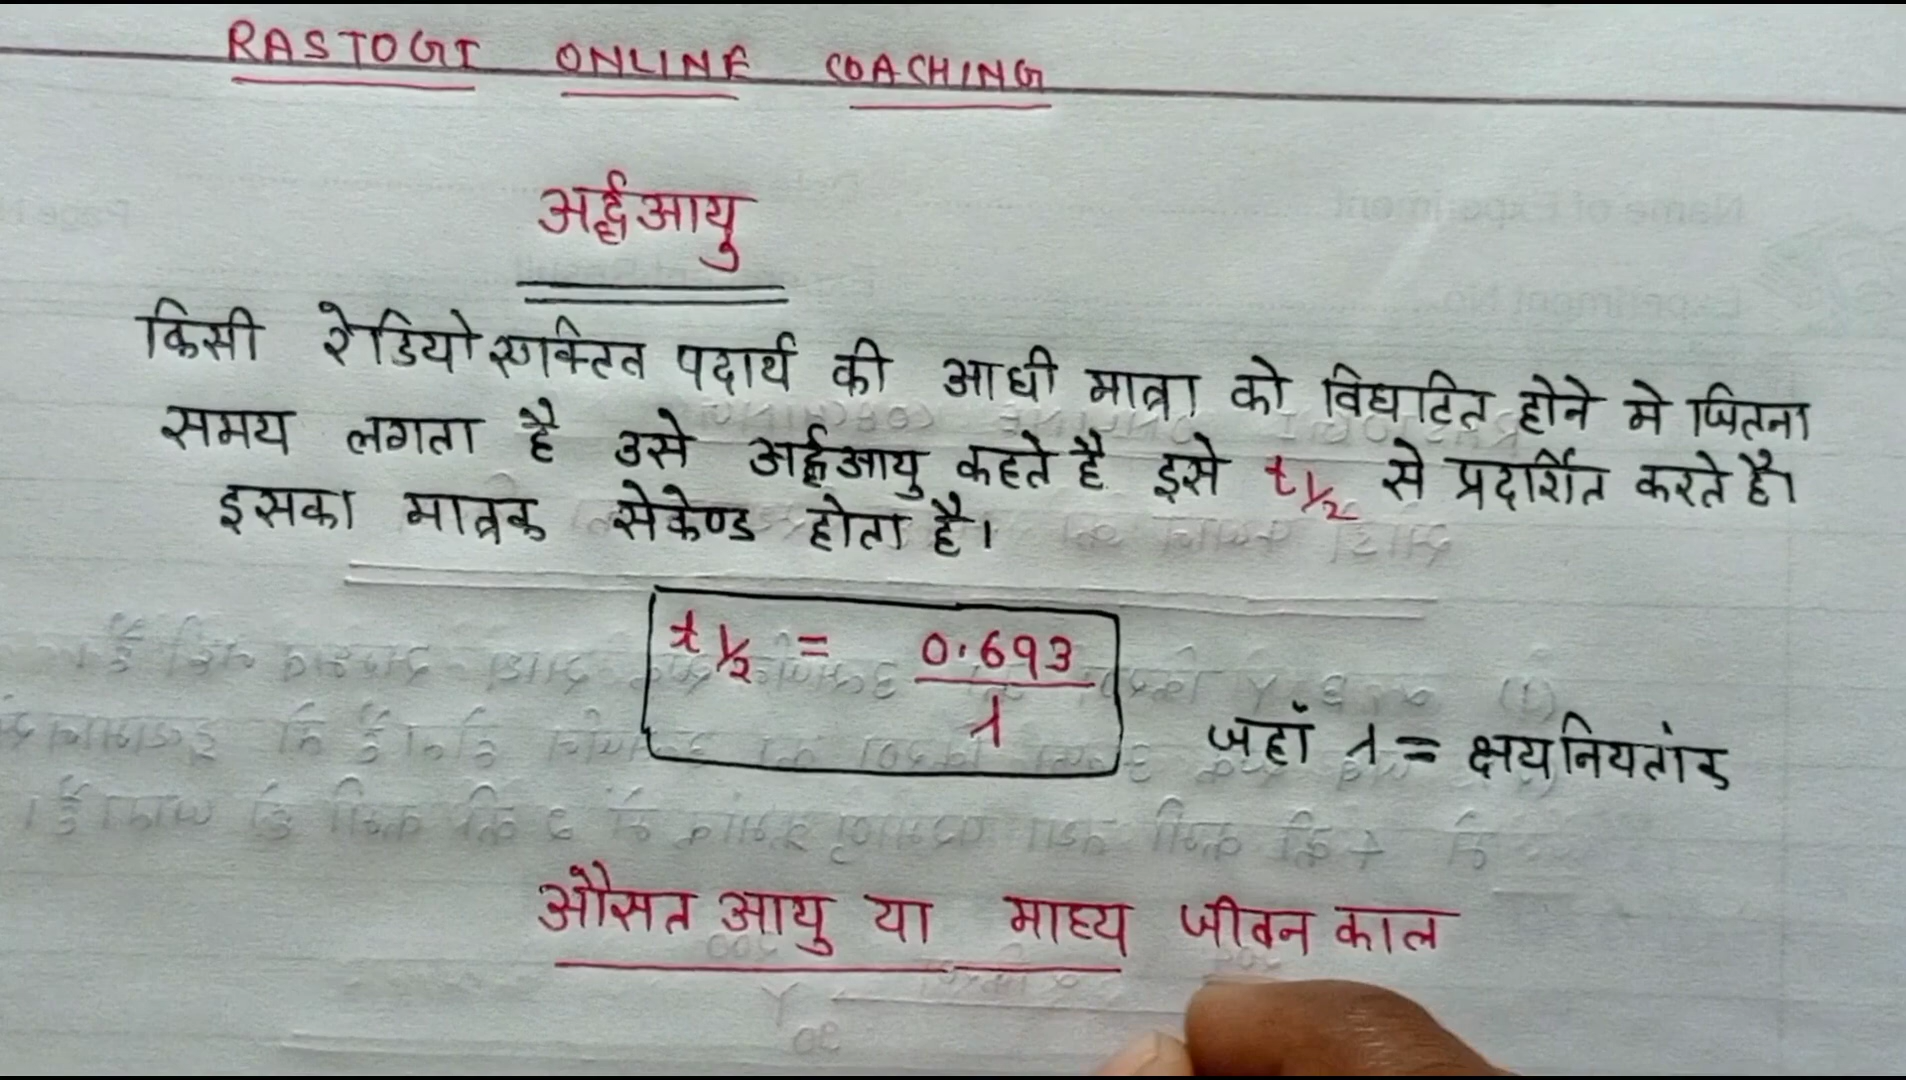 RASTOGI ONLINE COACHING
अर्द्धआयु
किसी रेडियो एक्टिव पदार्थ की आधी मात्रा को विघटित होने मे जितना
समय लगता है उसे अर्द्धआयु कहते है इसे t1/2 से प्रदर्शित करते है।
इसका मात्रक सेकेण्ड होता है।
t1/2 = 0.693/λ
जहाँ λ = क्षयनियतांक
औसत आयु या माध्य जीवन काल